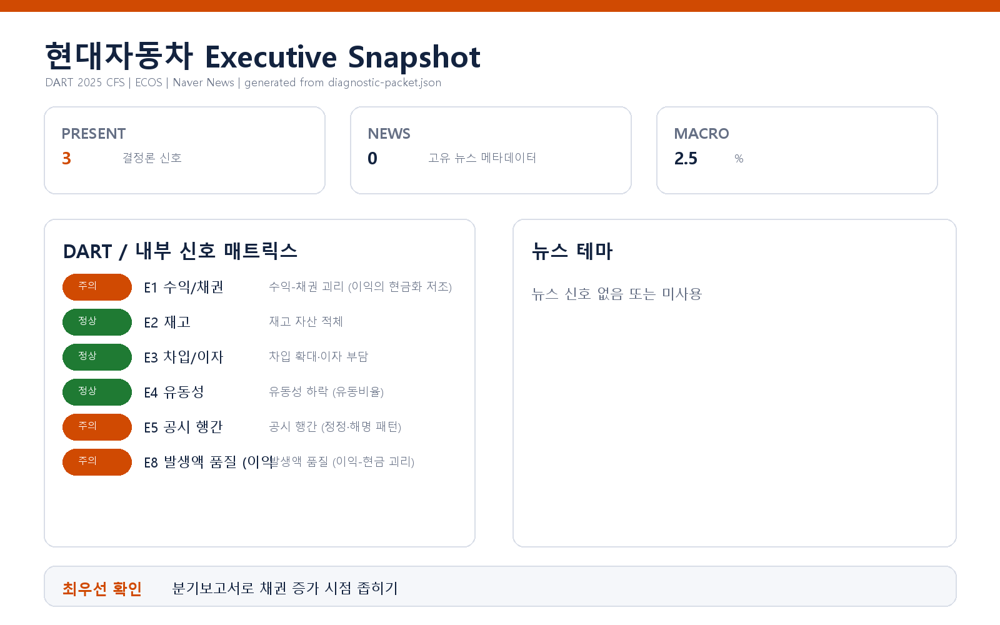 현대자동차 Executive Snapshot
DART 2025 CFS | ECOS | Naver News | generated from diagnostic-packet.json
PRESENT
3 결정론 신호
NEWS
0 고유 뉴스 메타데이터
MACRO
2.5 %
DART / 내부 신호 매트릭스
주의 E1 수익/채권 수익-채권 괴리 (이익의 현금화 저조)
정상 E2 재고 재고 자산 적체
정상 E3 차입/이자 차입 확대·이자 부담
정상 E4 유동성 유동성 하락 (유동비율)
주의 E5 공시 행간 공시 행간 (정정·해명 패턴)
주의 E8 발생액 품질 (이익 발생액 품질 (이익-현금 괴리)
뉴스 테마
뉴스 신호 없음 또는 미사용
최우선 확인 분기보고서로 채권 증가 시점 좁히기